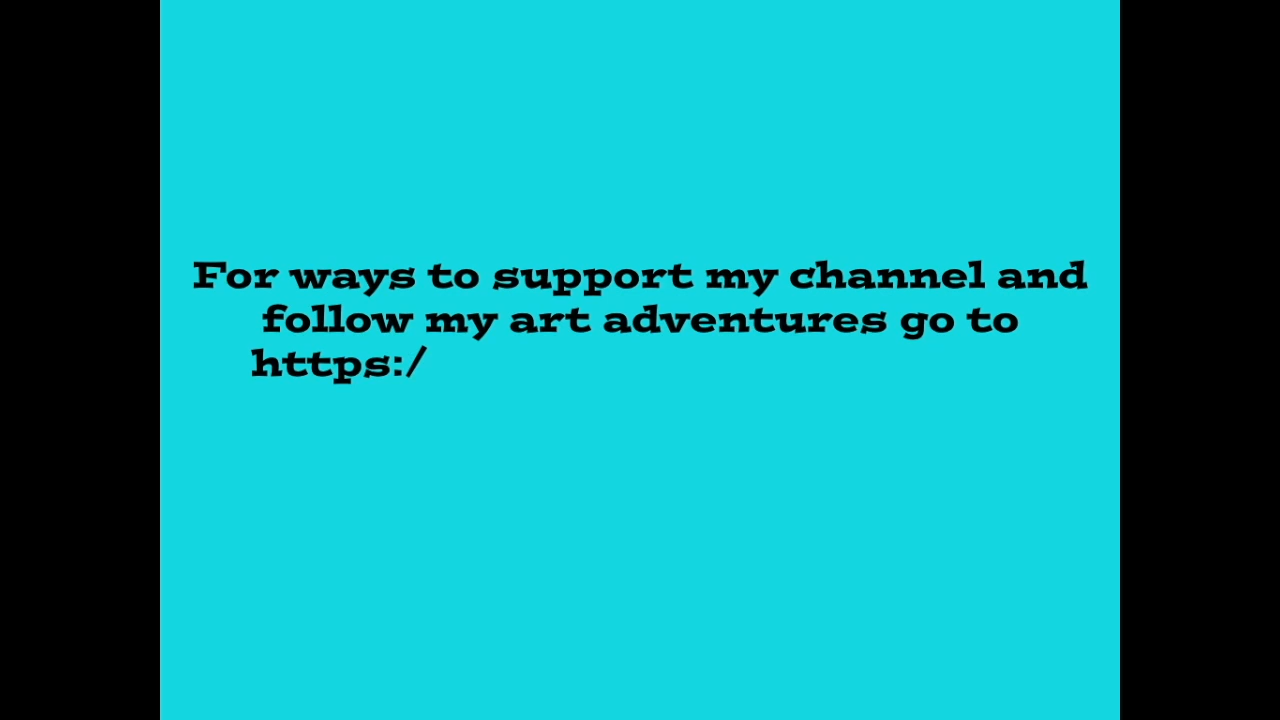 For ways to support my channel and
follow my art adventures go to
https:/